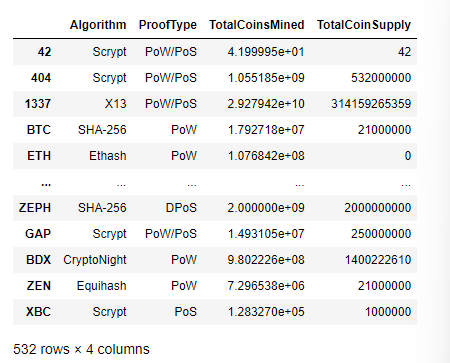 Algorithm ProofType TotalCoinsMined TotalCoinSupply
42 Scrypt PoW/PoS 4.199995e+01 42
404 Scrypt PoW/PoS 1.055185e+09 532000000
1337 X13 PoW/PoS 2.927942e+10 314159265359
BTC SHA-256 PoW 1.792718e+07 21000000
ETH Ethash PoW 1.076842e+08 0
... ... ... ... ...
ZEPH SHA-256 DPoS 2.000000e+09 2000000000
GAP Scrypt PoW/PoS 1.493107e+07 250000000
BDX CryptoNight PoW 9.802226e+08 1400222610
ZEN Equihash PoW 7.296538e+06 21000000
XBC Scrypt PoS 1.283270e+05 1000000
532 rows × 4 columns